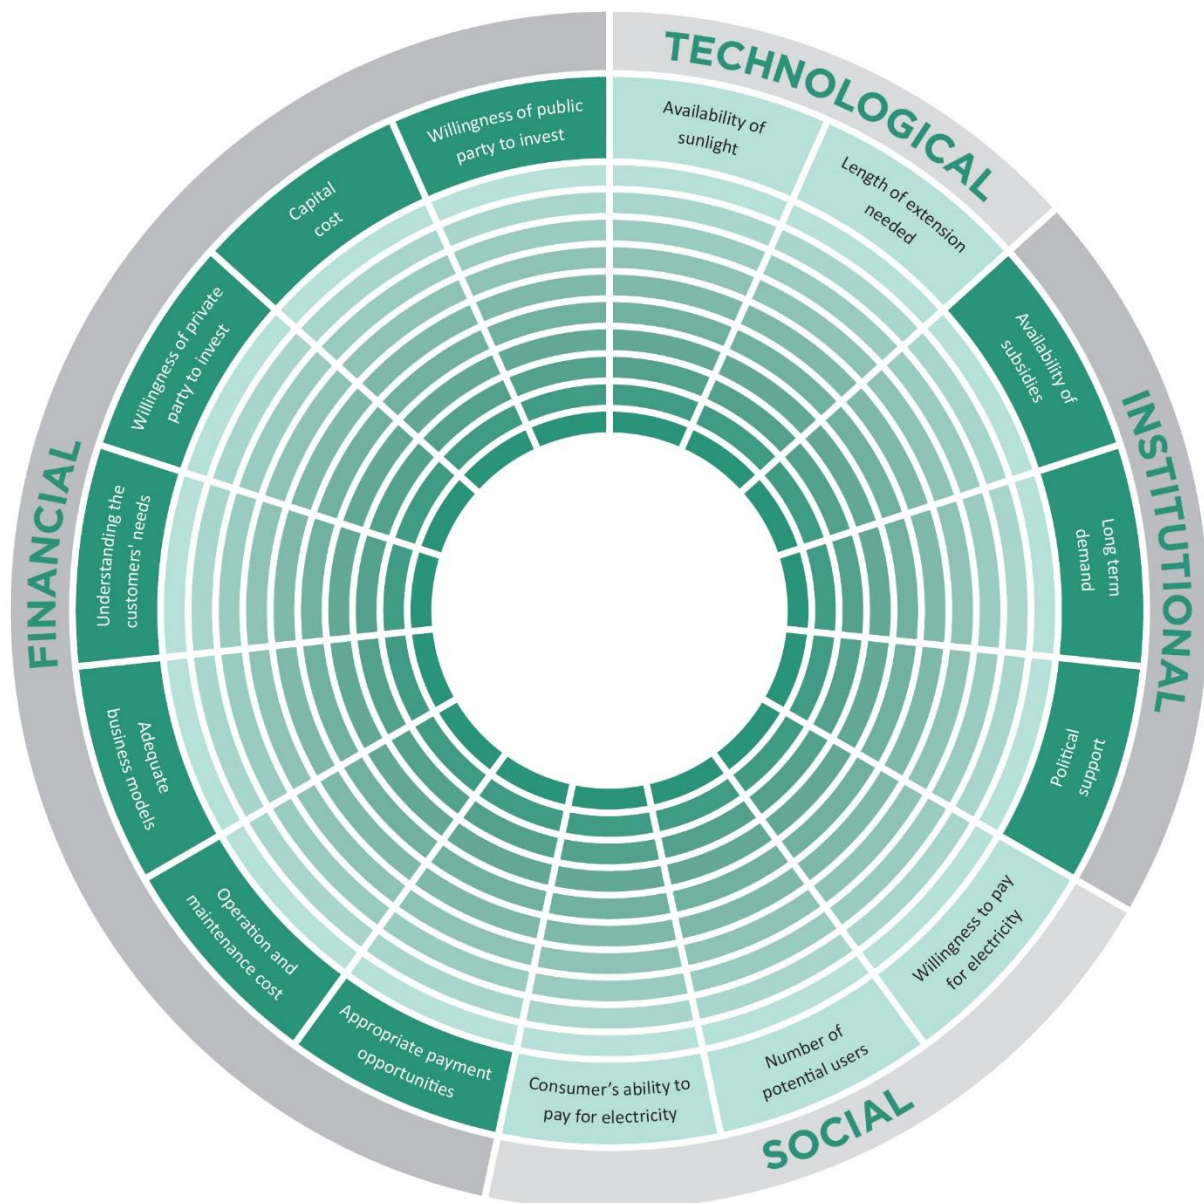 TECHNOLOGICAL
Availability of
sunlight
Length of extension
needed
INSTITUTIONAL
Availability of
subsidies
Long term
demand
Political
support
SOCIAL
Willingness to pay
for electricity
Number of
potential users
Consumer’s ability to
pay for electricity
FINANCIAL
Appropriate payment
opportunities
Operation and
maintenance cost
Adequate
business models
Understanding the
customers' needs
Willingness of private
party to invest
Capital
cost
Willingness of public
party to invest